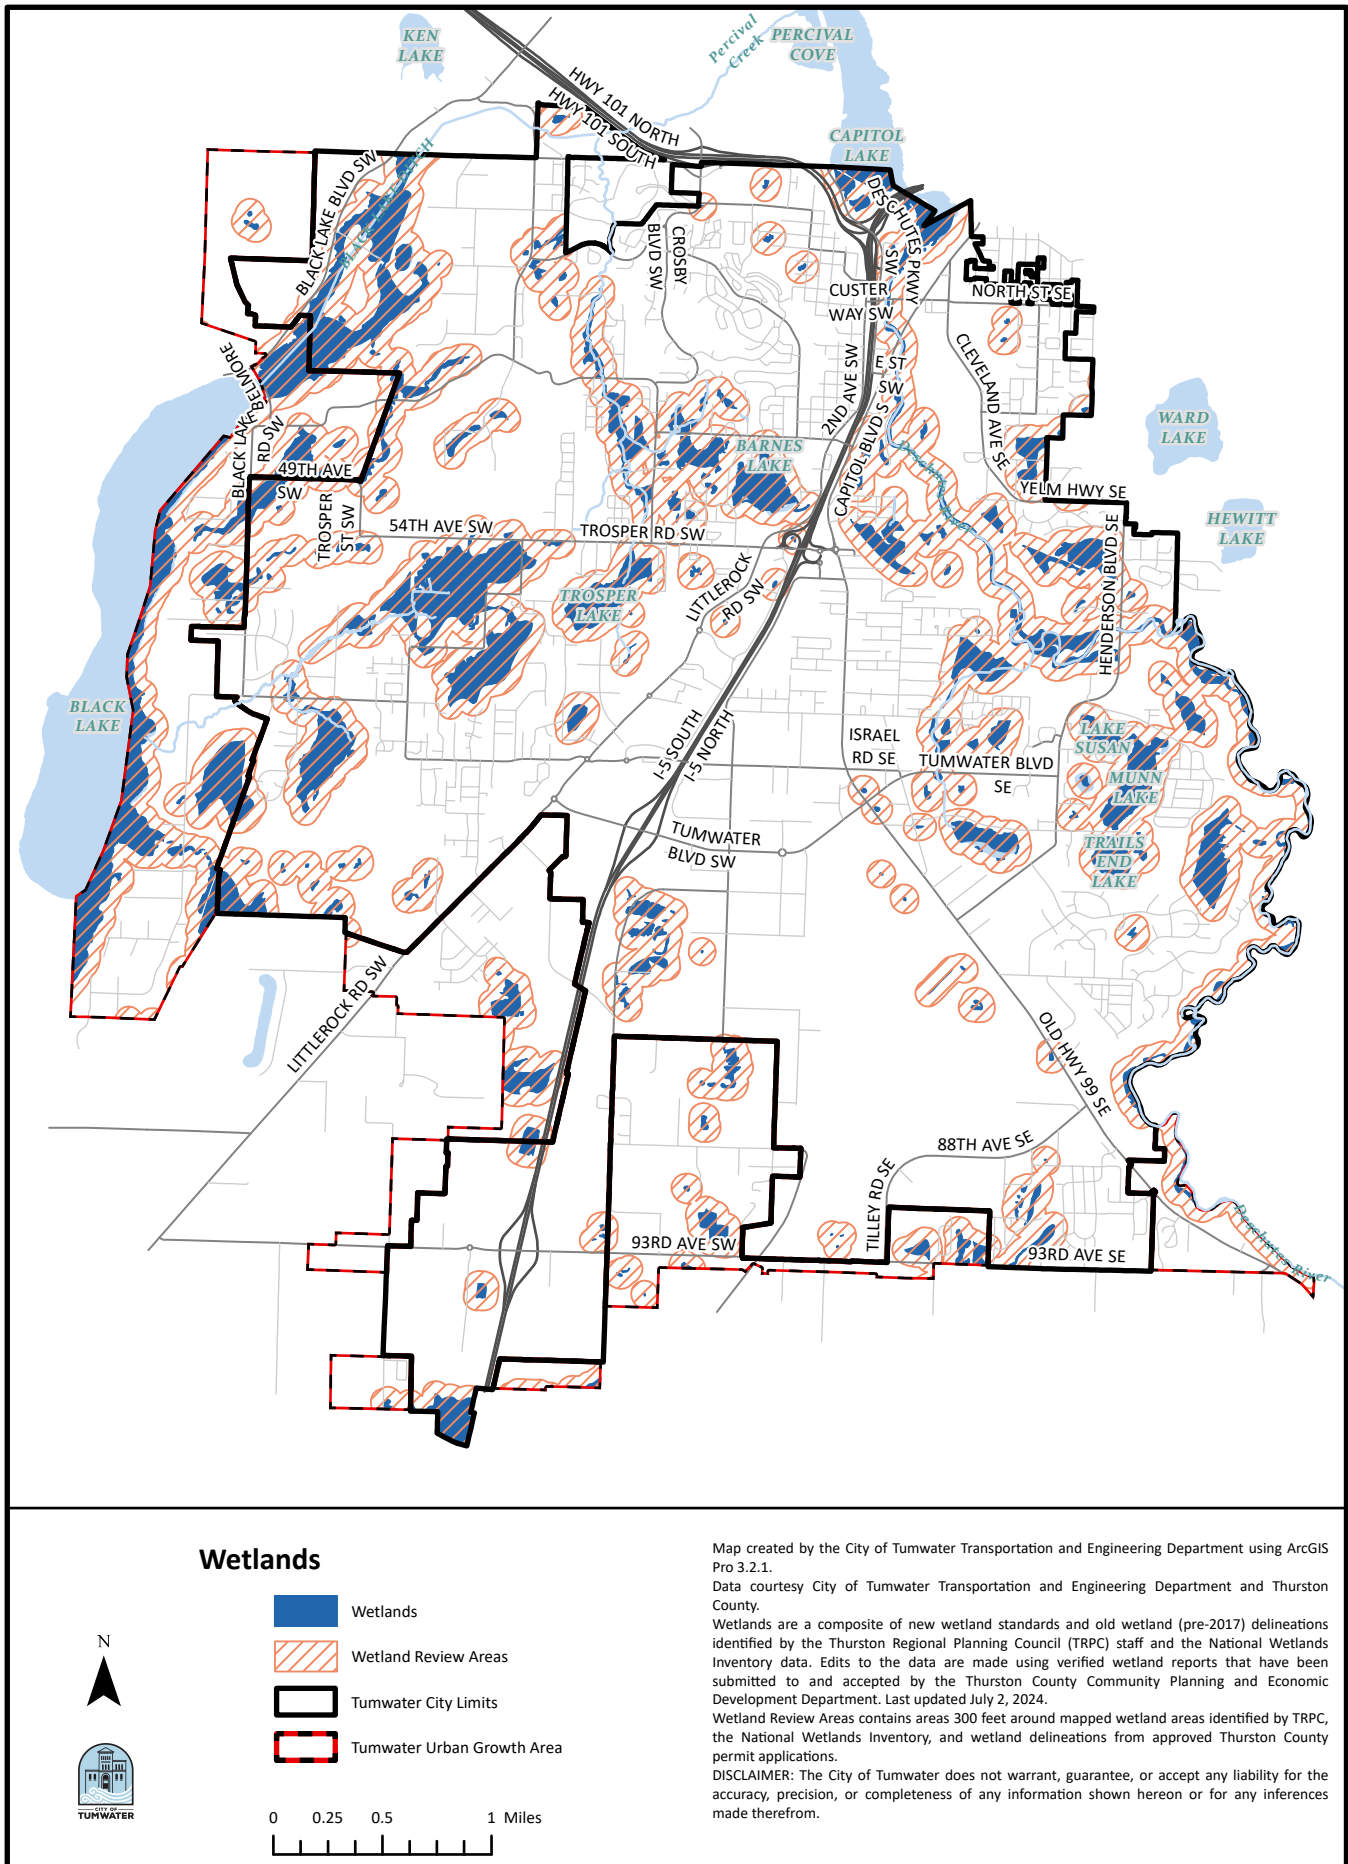 KEN
LAKE
Percival
Creek
PERCIVAL
COVE
HWY 101 NORTH
HWY 101 SOUTH
CAPITOL
LAKE
BLACK LAKE BLVD SW
BLACK LAKE DITCH
DESCHUTES PKWY
SW
CROSBY
BLVD SW
CUSTER
WAY SW
NORTH ST SE
E ST
SW
2ND AVE SW
CLEVELAND AVE SE
BLACK LAKE BELMORE
RD SW
WARD
LAKE
BARNES
LAKE
CAPITOL BLVD S
Deschutes River
49TH AVE
SW
YELM HWY SE
HEWITT
LAKE
TROSPER
ST SW
54TH AVE SW
TROSPER RD SW
HENDERSON BLVD SE
LITTLEROCK
RD SW
TROSPER
LAKE
BLACK
LAKE
I-5 SOUTH
I-5 NORTH
ISRAEL
RD SE
LAKE
SUSAN
TUMWATER BLVD
SE
MUNN
LAKE
TUMWATER
BLVD SW
TRAILS
END
LAKE
LITTLEROCK RD SW
OLD HWY 99 SE
88TH AVE SE
TILLEY RD SE
93RD AVE SW
93RD AVE SE
Deschutes River
Wetlands
Wetlands
Wetland Review Areas
Tumwater City Limits
Tumwater Urban Growth Area
N
CITY OF
TUMWATER
0 0.25 0.5 1 Miles
Map created by the City of Tumwater Transportation and Engineering Department using ArcGIS
Pro 3.2.1.
Data courtesy City of Tumwater Transportation and Engineering Department and Thurston
County.
Wetlands are a composite of new wetland standards and old wetland (pre-2017) delineations
identified by the Thurston Regional Planning Council (TRPC) staff and the National Wetlands
Inventory data. Edits to the data are made using verified wetland reports that have been
submitted to and accepted by the Thurston County Community Planning and Economic
Development Department. Last updated July 2, 2024.
Wetland Review Areas contains areas 300 feet around mapped wetland areas identified by TRPC,
the National Wetlands Inventory, and wetland delineations from approved Thurston County
permit applications.
DISCLAIMER: The City of Tumwater does not warrant, guarantee, or accept any liability for the
accuracy, precision, or completeness of any information shown hereon or for any inferences
made therefrom.